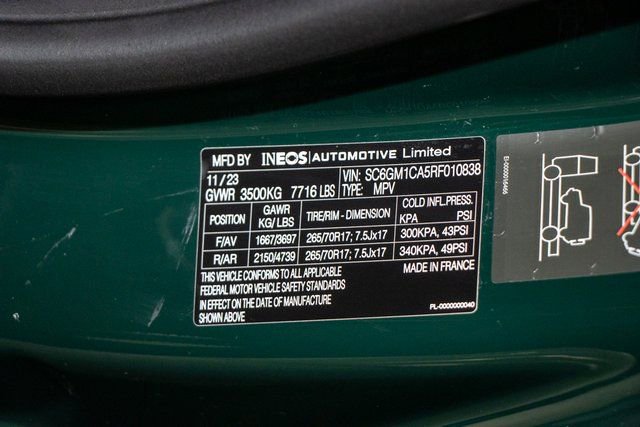 MFD BY INEOS | AUTOMOTIVE Limited
11/23 VIN: SC6GM1CA5RF010838
GVWR 3500KG 7716 LBS TYPE: MPV
POSITION GAWR KG/LBS TIRE/RIM - DIMENSION COLD INFL.PRESS. KPA PSI
F/AV 1667/3697 265/70R17; 7.5Jx17 300KPA, 43PSI
R/AR 2150/4739 265/70R17; 7.5Jx17 340KPA, 49PSI
THIS VEHICLE CONFORMS TO ALL APPLICABLE MADE IN FRANCE
FEDERAL MOTOR VEHICLE SAFETY STANDARDS
IN EFFECT ON THE DATE OF MANUFACTURE
SHOWN ABOVE PL-0000000040